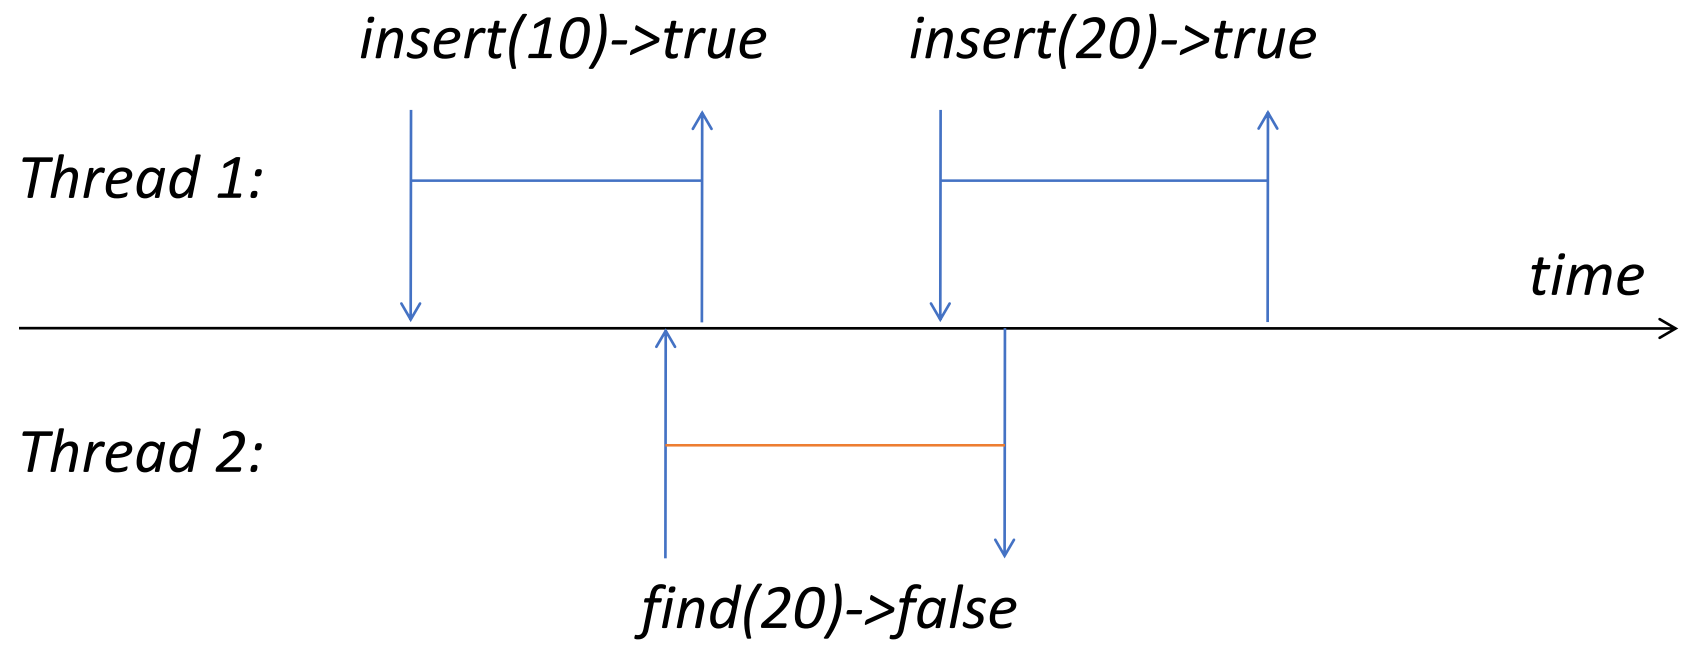 insert(10)->true insert(20)->true
Thread 1:
time
Thread 2:
find(20)->false